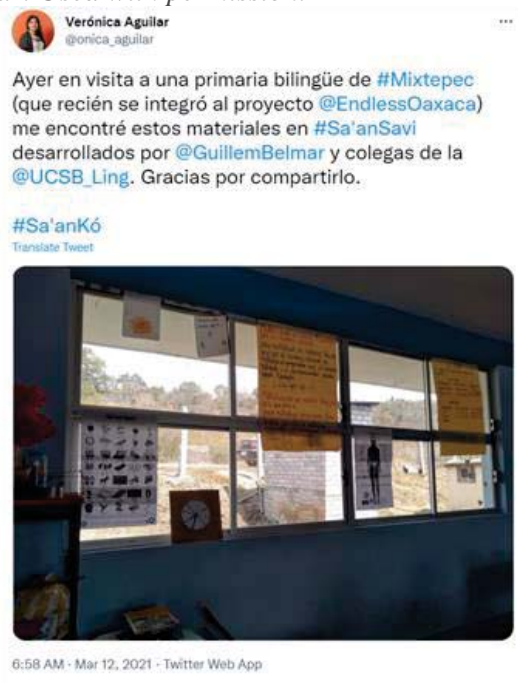 Verónica Aguilar
@onica_aguilar
Ayer en visita a una primaria bilingüe de #Mixtepec
(que recién se integró al proyecto @EndlessOaxaca)
me encontré estos materiales en #Sa'anSavi
desarrollados por @GuillemBelmar y colegas de la
@UCSB_Ling. Gracias por compartirlo.
#Sa'anKó
Translate Tweet
6:58 AM · Mar 12, 2021 · Twitter Web App